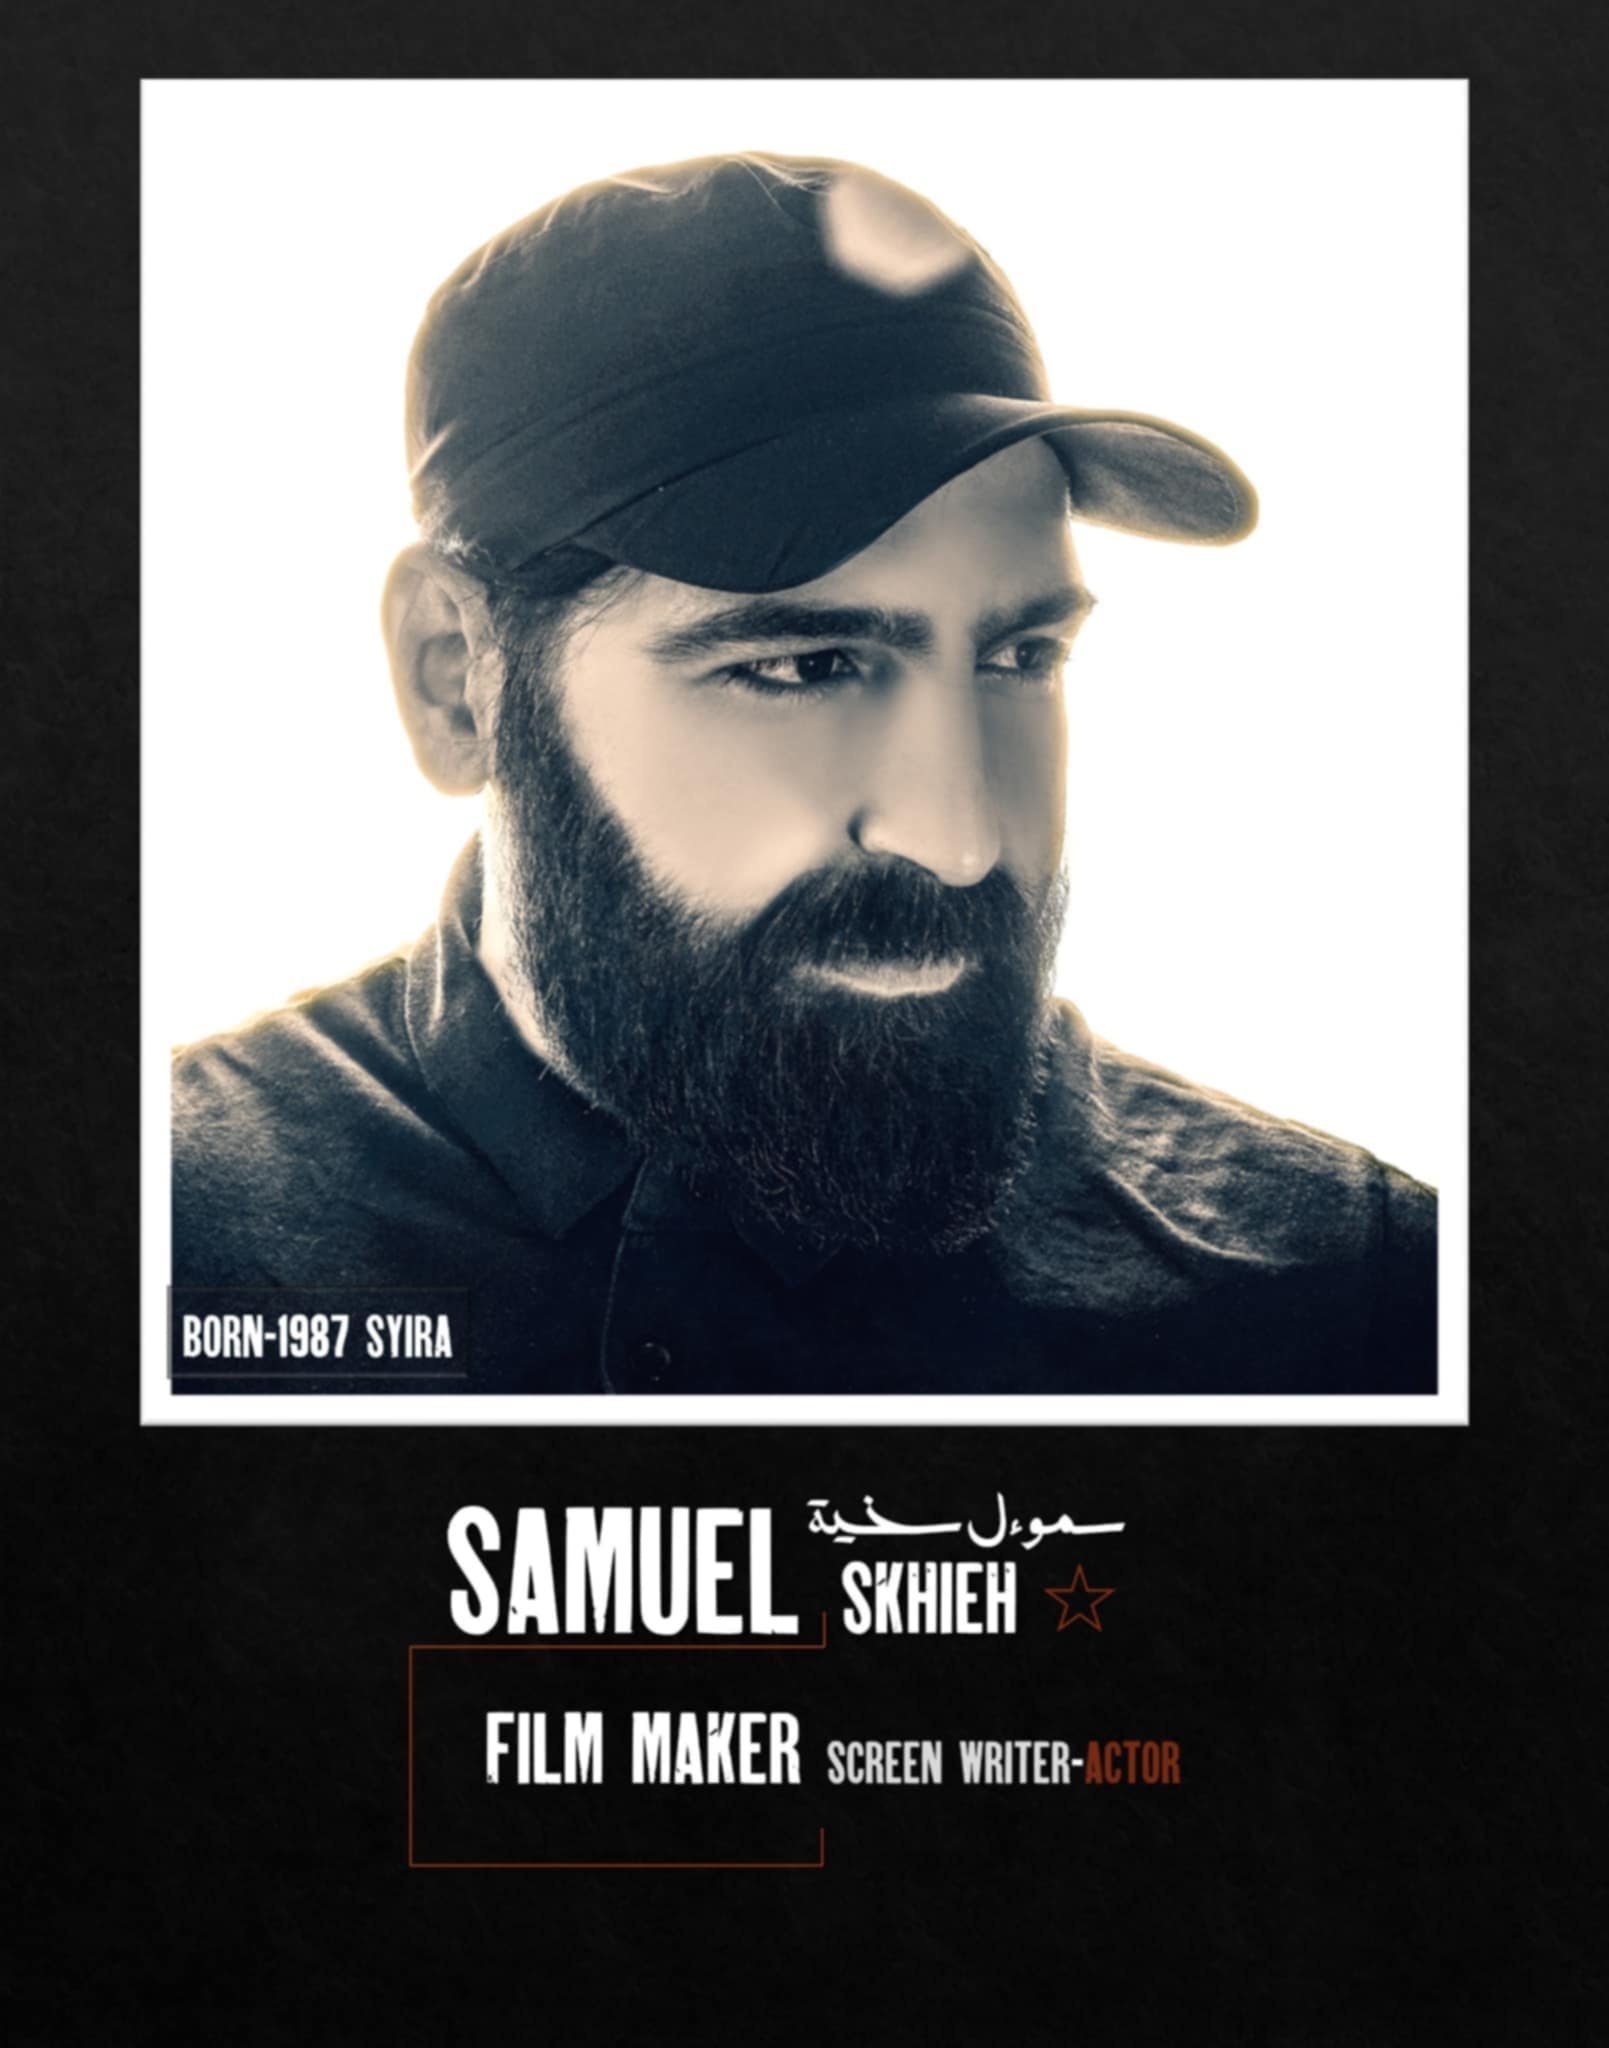 BORN-1987 SYIRA
SAMUEL سموءل سخية
SKHIEH
FILM MAKER SCREEN WRITER-ACTOR